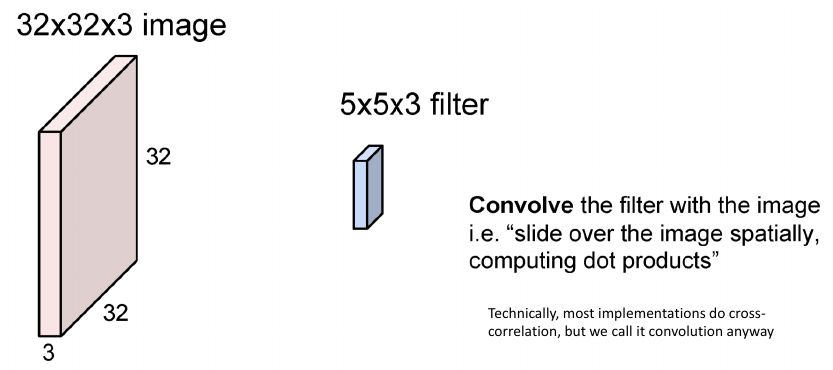 32x32x3 image
32
32
3
5x5x3 filter
Convolve the filter with the image
i.e. “slide over the image spatially,
computing dot products”
Technically, most implementations do cross-
correlation, but we call it convolution anyway